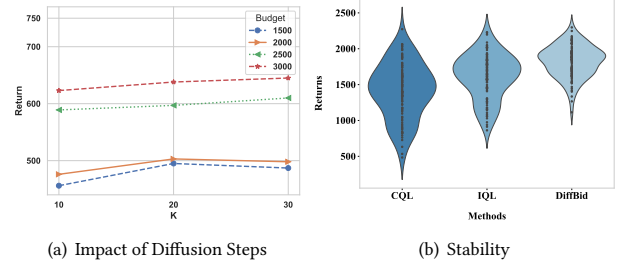 Return
750
700
600
500
Budget
1500
2000
2500
3000
10
20
30
K
(a) Impact of Diffusion Steps
Returns
2500
2000
1500
1000
500
CQL
IQL
DiffBid
Methods
(b) Stability